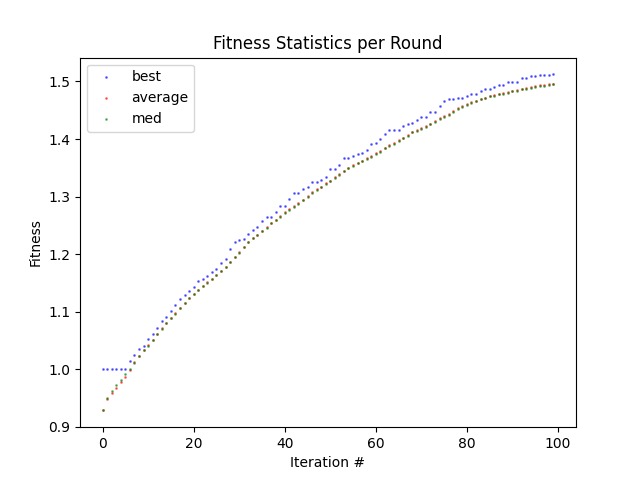 Fitness Statistics per Round
best
average
med
Fitness
1.5
1.4
1.3
1.2
1.1
1.0
0.9
0 20 40 60 80 100
Iteration #